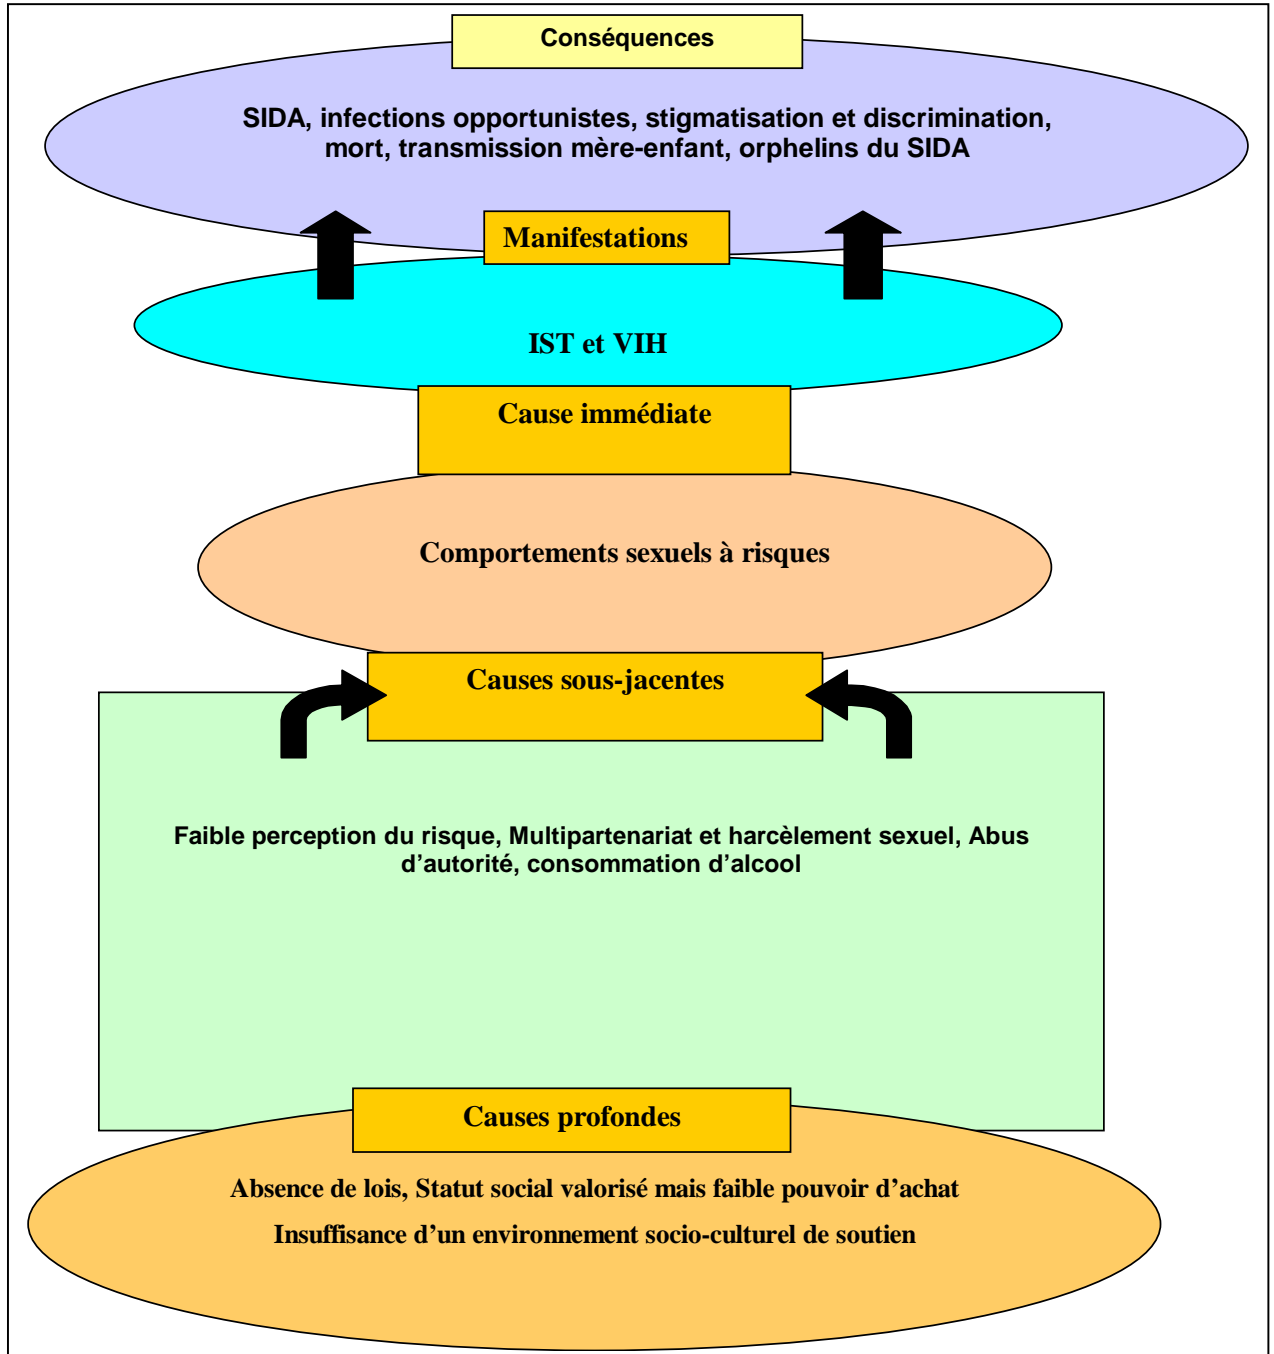 Conséquences
SIDA, infections opportunistes, stigmatisation et discrimination,
mort, transmission mère-enfant, orphelins du SIDA
Manifestations
IST et VIH
Cause immédiate
Comportements sexuels à risques
Causes sous-jacentes
Faible perception du risque, Multipartenariat et harcèlement sexuel, Abus
d’autorité, consommation d’alcool
Causes profondes
Absence de lois, Statut social valorisé mais faible pouvoir d’achat
Insuffisance d’un environnement socio-culturel de soutien